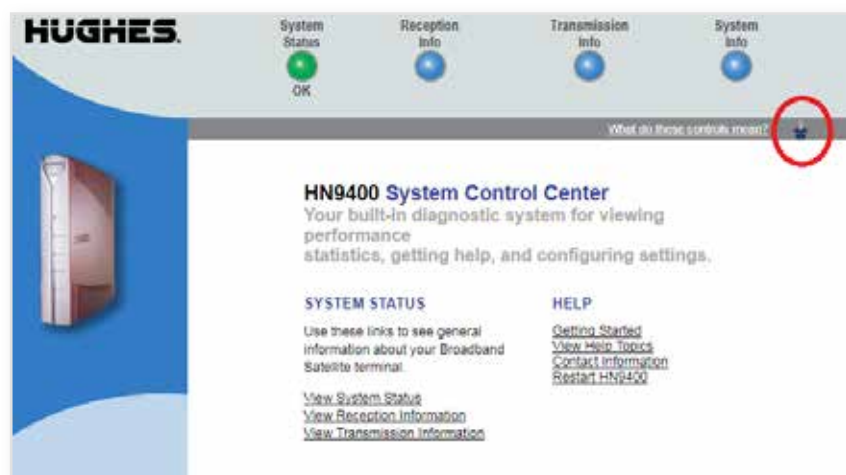 HUGHES.
System Status
Reception Info
Transmission Info
System Info
OK
What do these controls mean?
HN9400 System Control Center
Your built-in diagnostic system for viewing
performance
statistics, getting help, and configuring settings.
SYSTEM STATUS
Use these links to see general
information about your Broadband
Satellite terminal.
View System Status
View Reception Information
View Transmission Information
HELP
Getting Started
View Help Topics
Contact Information
Restart HN9400